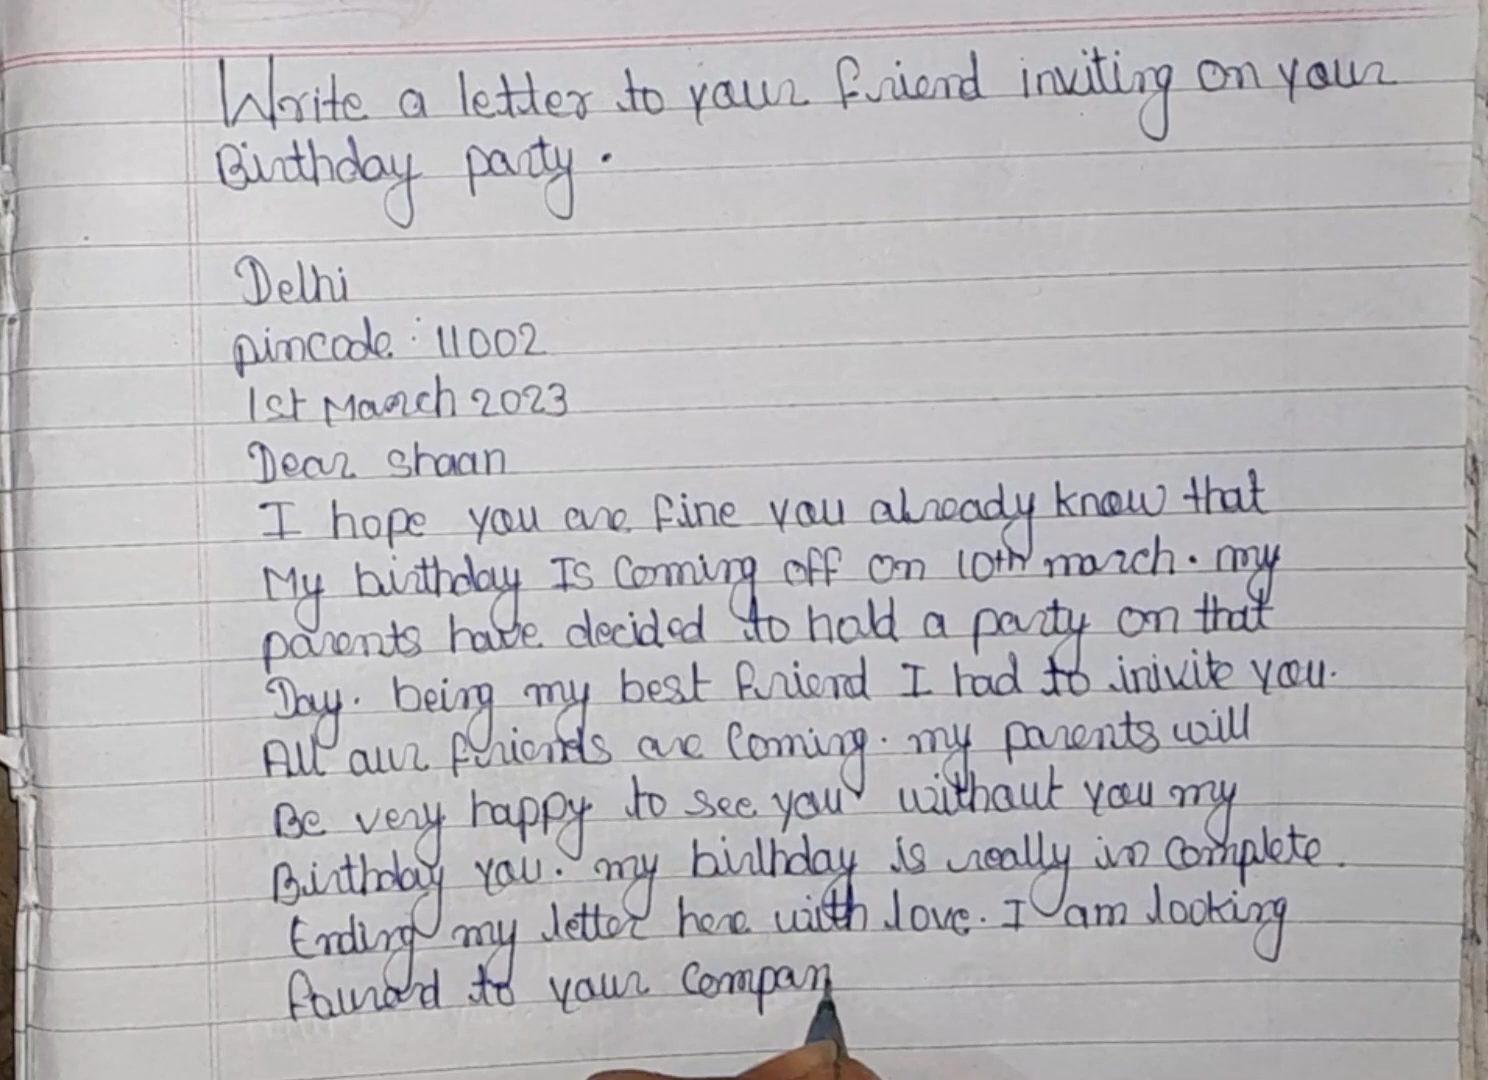 Write a letter to your friend inviting on your
Birthday party.
Delhi
pincode : 11002
1st March 2023
Dear shaan
I hope you are fine you already know that
My birthday Is Coming off on 10th march. my
parents have decided to hold a party on that
Day. being my best friend I had to inivite you.
All our friends are Coming. my parents will
Be very happy to see you without you my
Birthday you. my birthday is really in complete.
Ending my letter here with love. I am looking
fourord to your Compan